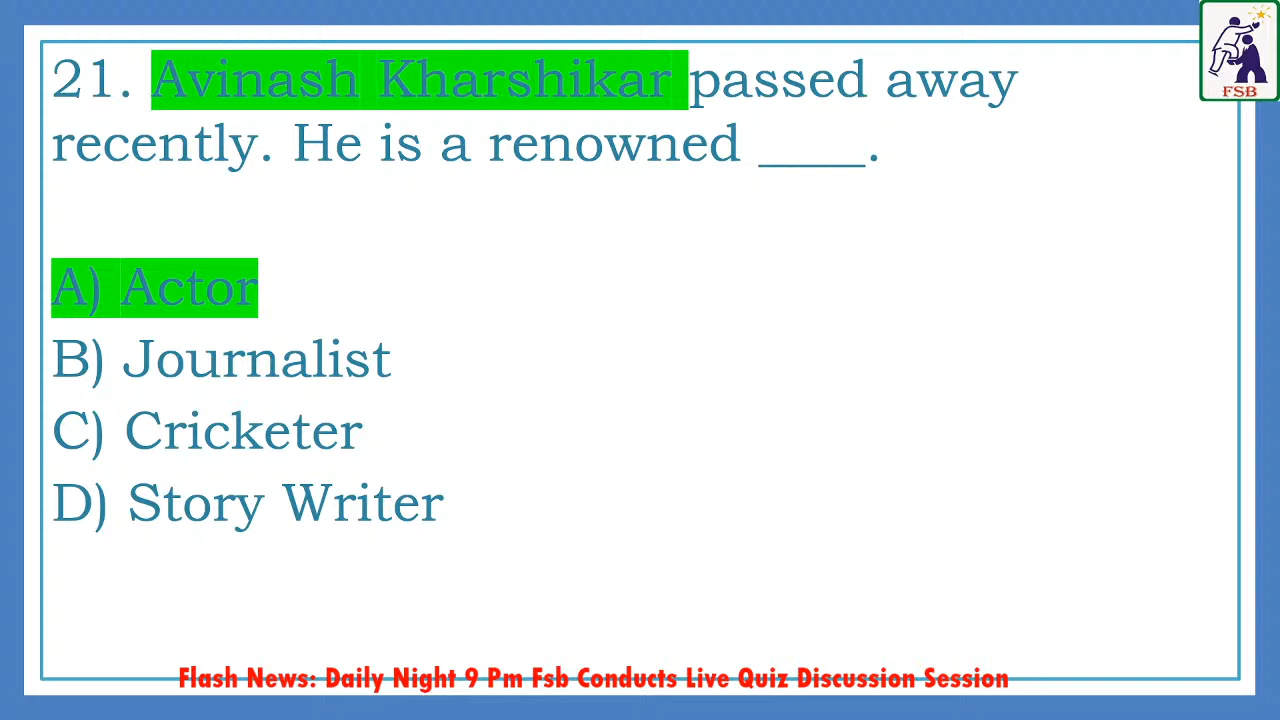 21. Avinash Kharshikar passed away
recently. He is a renowned ____.
A) Actor
B) Journalist
C) Cricketer
D) Story Writer
FSB
Flash News: Daily Night 9 Pm Fsb Conducts Live Quiz Discussion Session